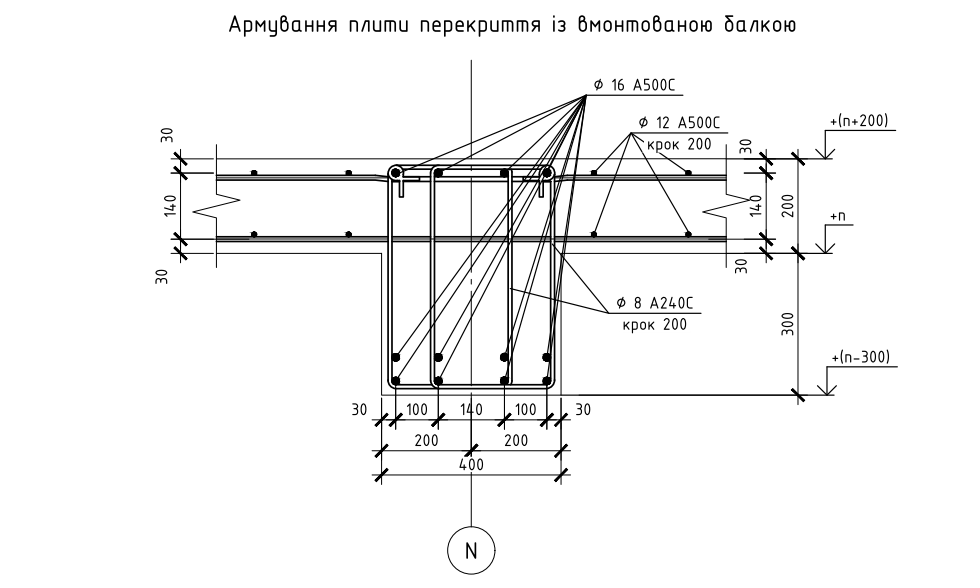 Армування плити перекриття із вмонтованою балкою
ϕ 16 А500С
ϕ 12 А500С
крок 200
+(n+200)
30
30
140
140
200
+n
30
30
ϕ 8 А240С
крок 200
300
+(n-300)
30
100
140
100
30
200
200
400
N